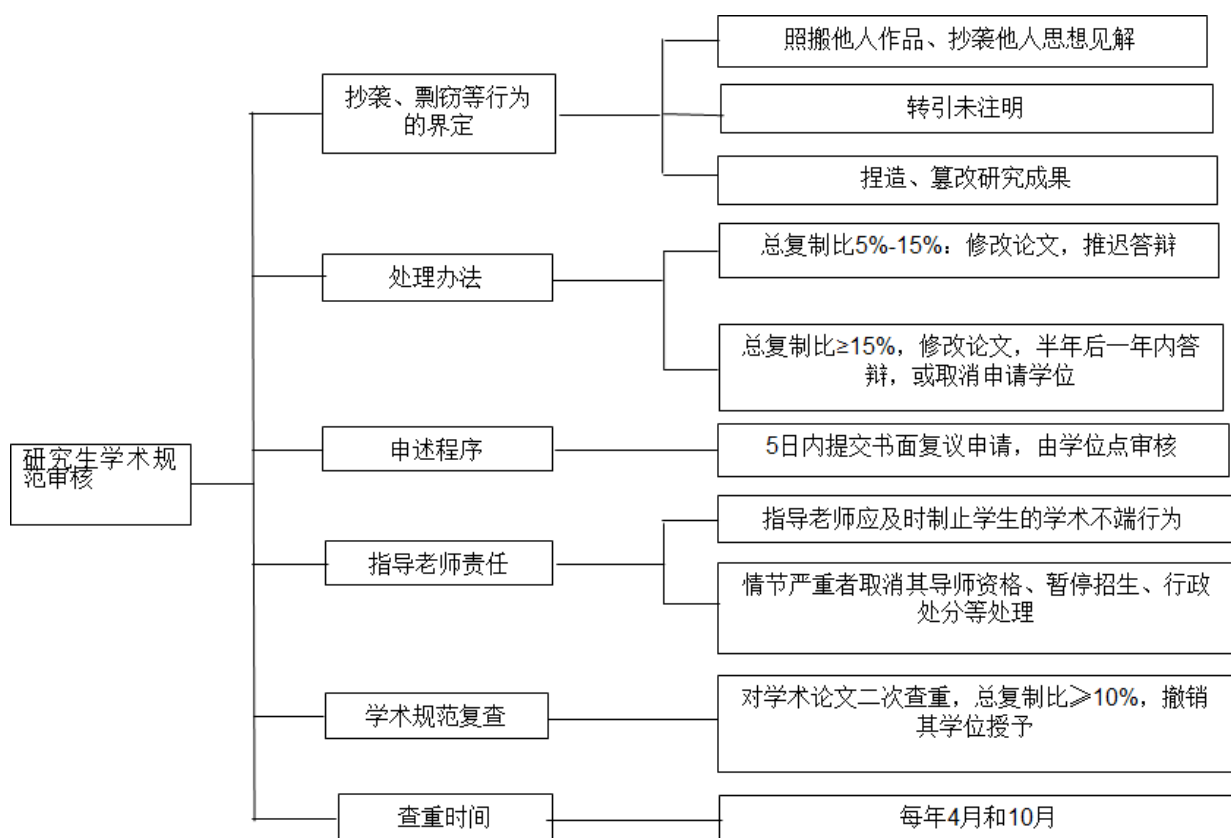 研究生学术规
范审核
抄袭、剽窃等行为
的界定
照搬他人作品、抄袭他人思想见解
转引未注明
捏造、篡改研究成果
处理办法
总复制比5%-15%：修改论文，推迟答辩
总复制比≥15%，修改论文，半年后一年内答
辩，或取消申请学位
申述程序
5日内提交书面复议申请，由学位点审核
指导老师责任
指导老师应及时制止学生的学术不端行为
情节严重者取消其导师资格、暂停招生、行政
处分等处理
学术规范复查
对学术论文二次查重，总复制比≥10%，撤销
其学位授予
查重时间
每年4月和10月